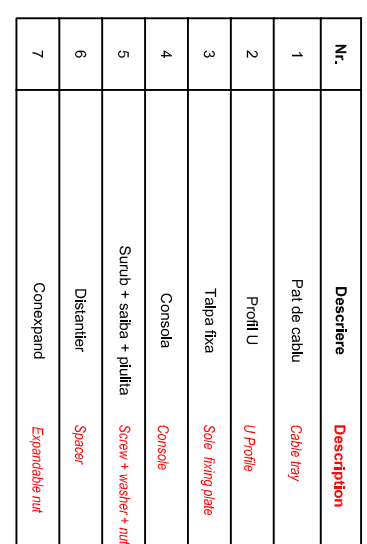 Nr. Descriere Description
1 Pat de cablu Cable tray
2 Profil U U Profile
3 Talpa fixa Sole fixing plate
4 Consola Console
5 Surub + saiba + piulita Screw + washer + nut
6 Distantier Spacer
7 Conexpand Expandable nut